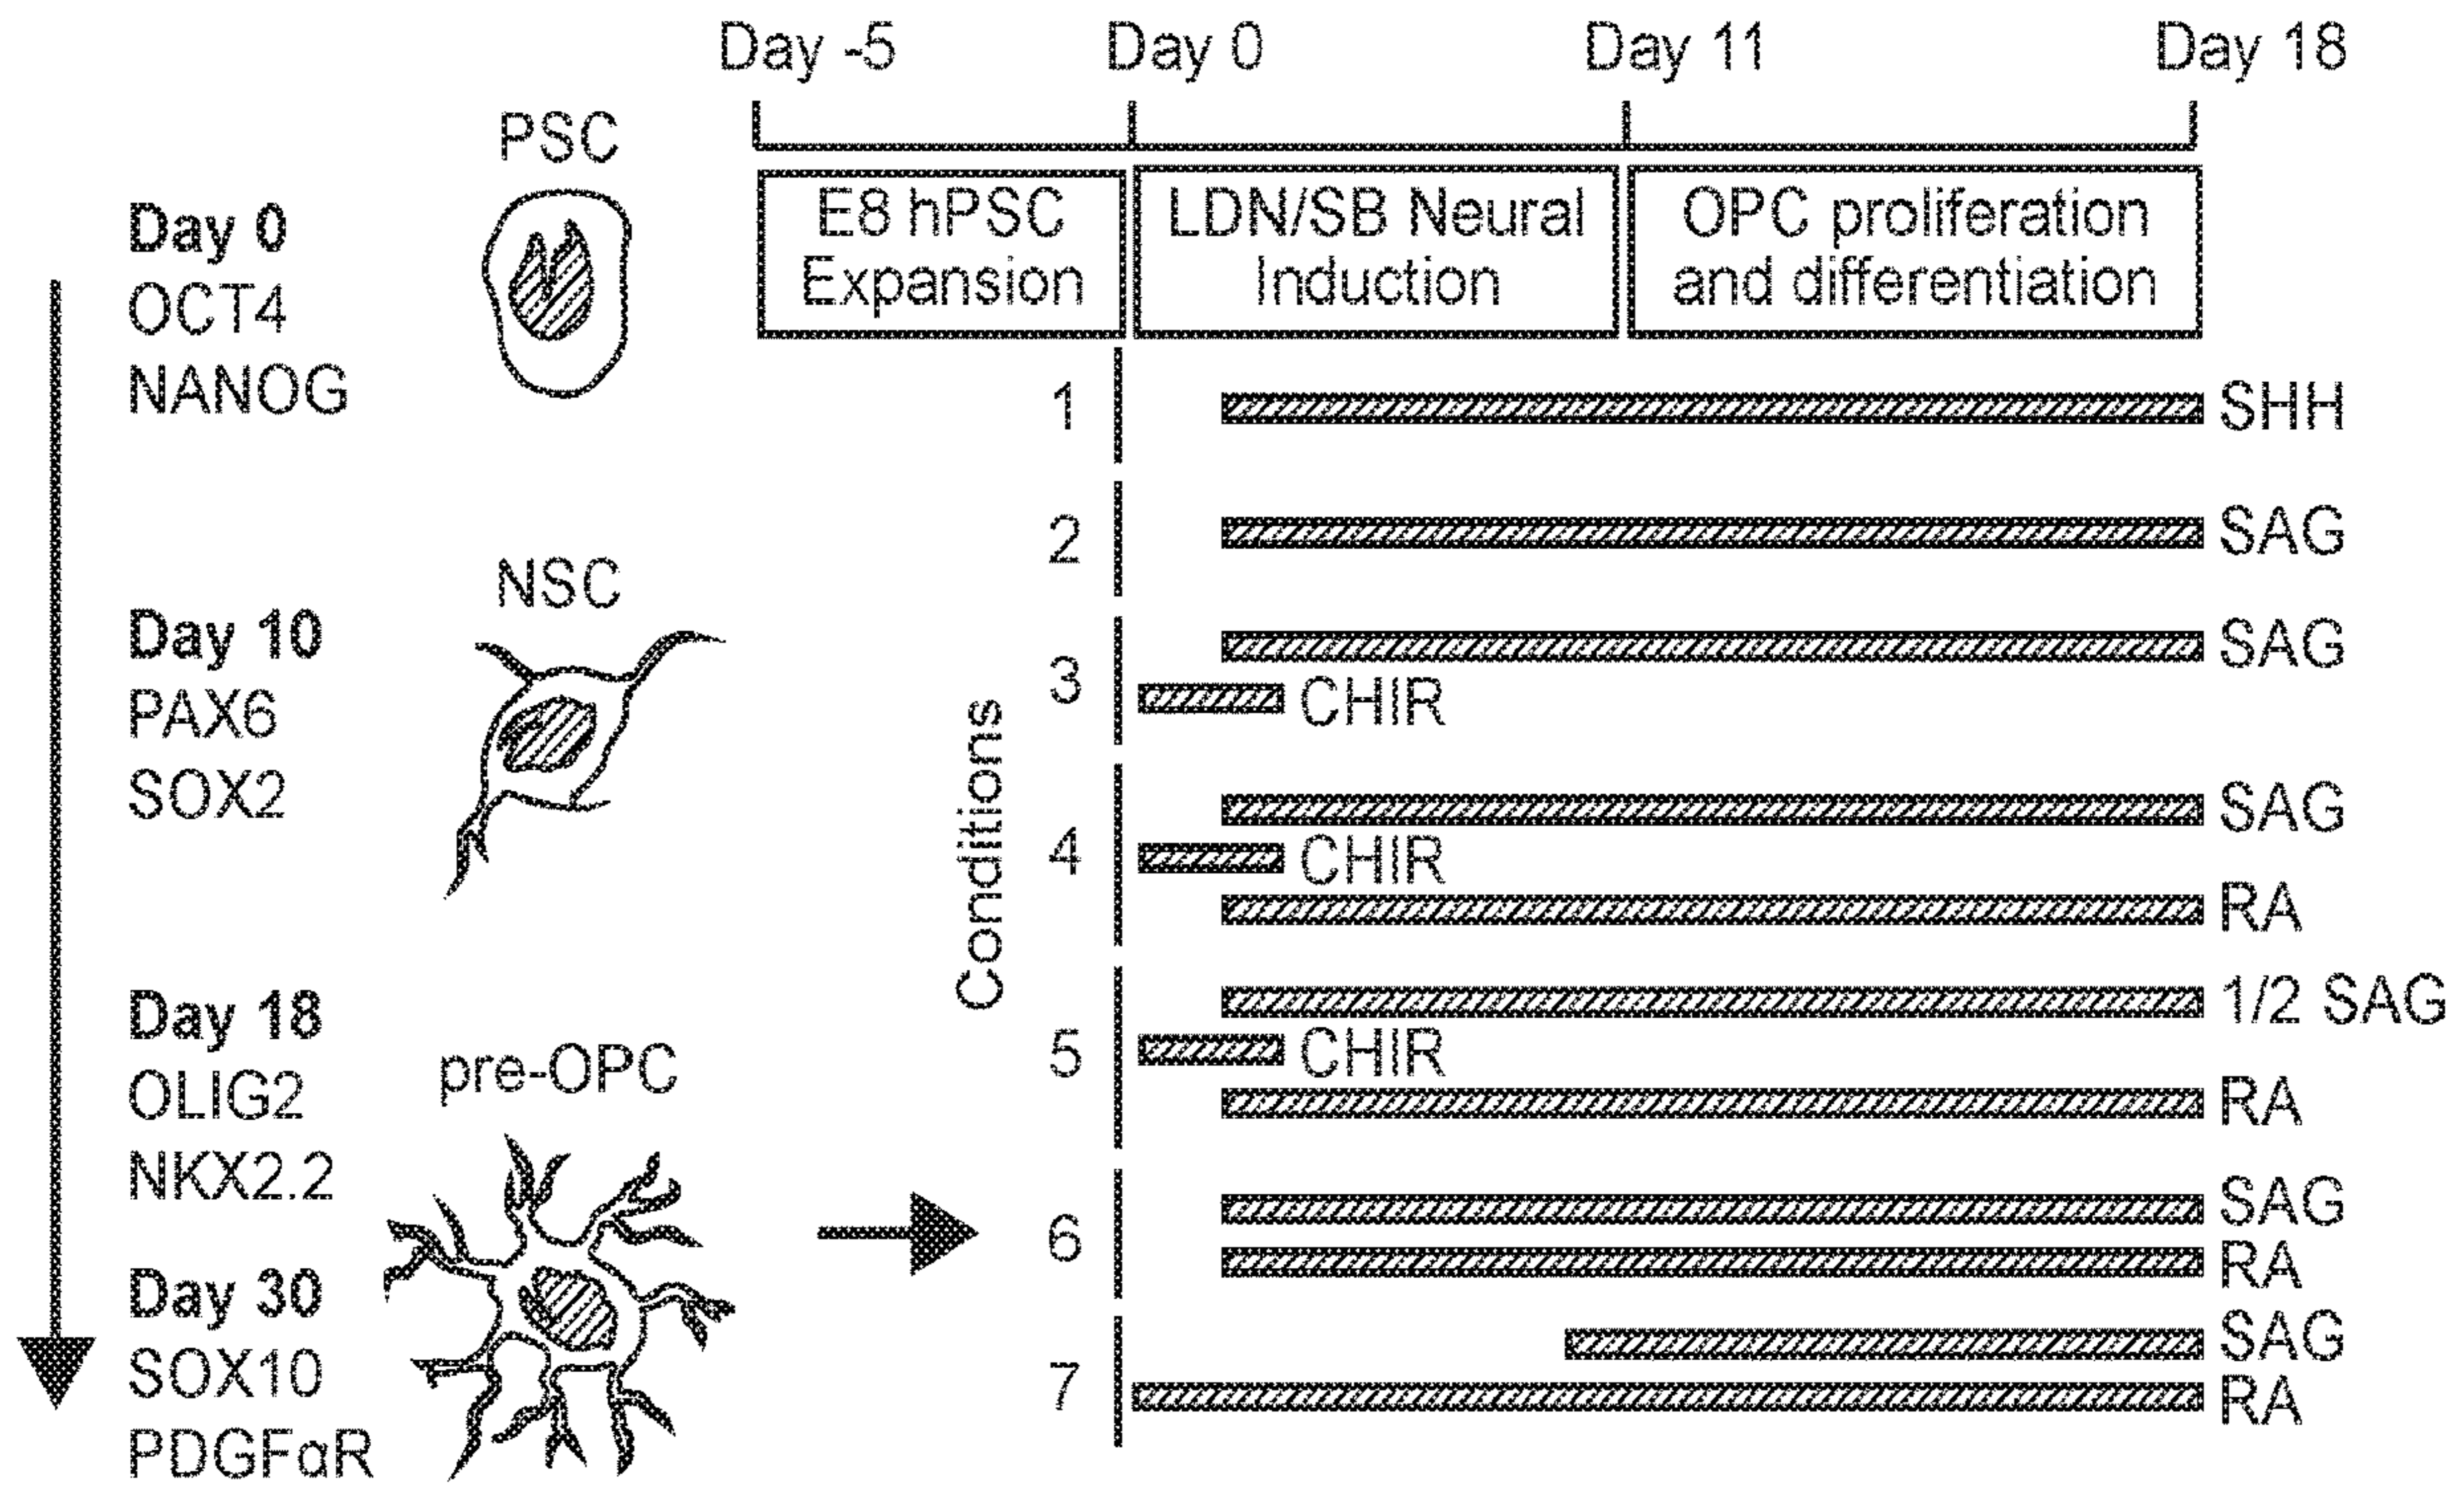 Day -5
Day 0
Day 11
Day 18
E8 hPSC
Expansion
LDN/SB Neural
Induction
OPC proliferation
and differentiation
PSC
Day 0
OCT4
NANOG
NSC
Day 10
PAX6
SOX2
pre-OPC
Day 18
OLIG2
NKX2.2
Day 30
SOX10
PDGFαR
Conditions
1
SHH
2
SAG
3
SAG
CHIR
4
SAG
CHIR
RA
5
1/2 SAG
CHIR
RA
6
SAG
RA
7
SAG
RA